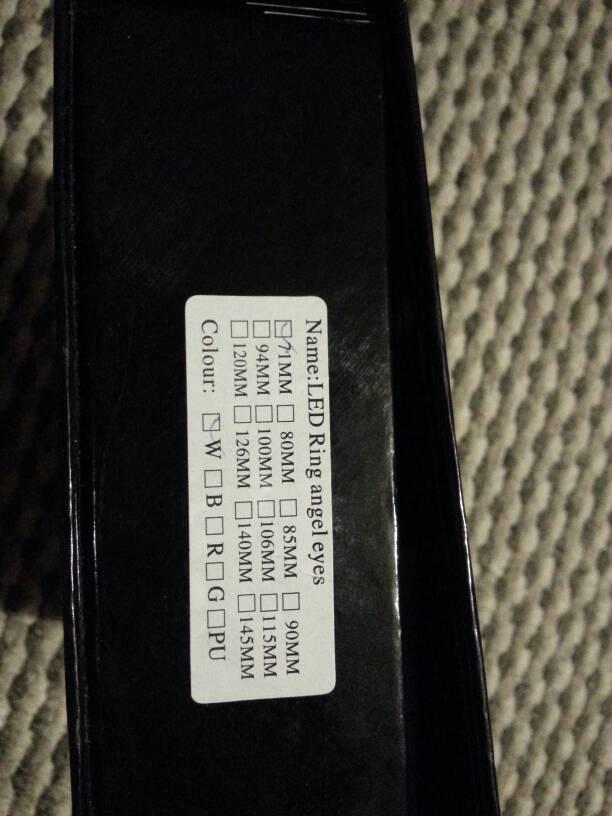 Name:LED Ring angel eyes
☑71MM ☐ 80MM ☐ 85MM ☐ 90MM
☐ 94MM ☐100MM ☐106MM ☐115MM
☐120MM ☐ 126MM ☐140MM ☐145MM
Colour: ☑W ☐ B ☐ R ☐ G ☐PU